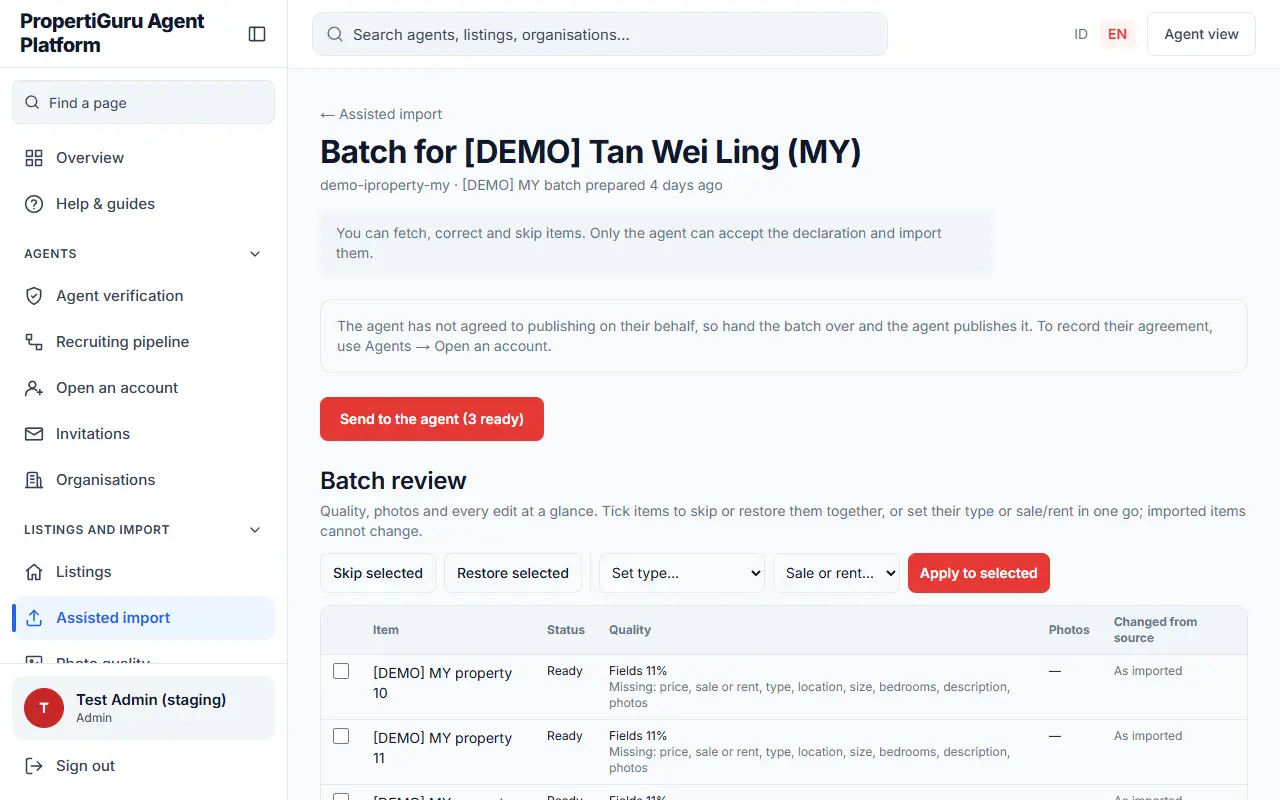 PropertiGuru Agent
Platform
Search agents, listings, organisations...
ID
EN
Agent view
Find a page
Overview
Help & guides
AGENTS
Agent verification
Recruiting pipeline
Open an account
Invitations
Organisations
LISTINGS AND IMPORT
Listings
Assisted import
Photo quality
T
Test Admin (staging)
Admin
Sign out
← Assisted import
Batch for [DEMO] Tan Wei Ling (MY)
demo-iproperty-my · [DEMO] MY batch prepared 4 days ago
You can fetch, correct and skip items. Only the agent can accept the declaration and import
them.
The agent has not agreed to publishing on their behalf, so hand the batch over and the agent publishes it. To record their agreement,
use Agents → Open an account.
Send to the agent (3 ready)
Batch review
Quality, photos and every edit at a glance. Tick items to skip or restore them together, or set their type or sale/rent in one go; imported items
cannot change.
Skip selected
Restore selected
Set type...
Sale or rent...
Apply to selected
Item
Status
Quality
Photos
Changed from
source
[DEMO] MY property
10
Ready
Fields 11%
Missing: price, sale or rent, type, location, size, bedrooms, description,
photos
—
As imported
[DEMO] MY property
11
Ready
Fields 11%
Missing: price, sale or rent, type, location, size, bedrooms, description,
photos
—
As imported
[DEMO] MY property
Ready
Fields 11%
As imported